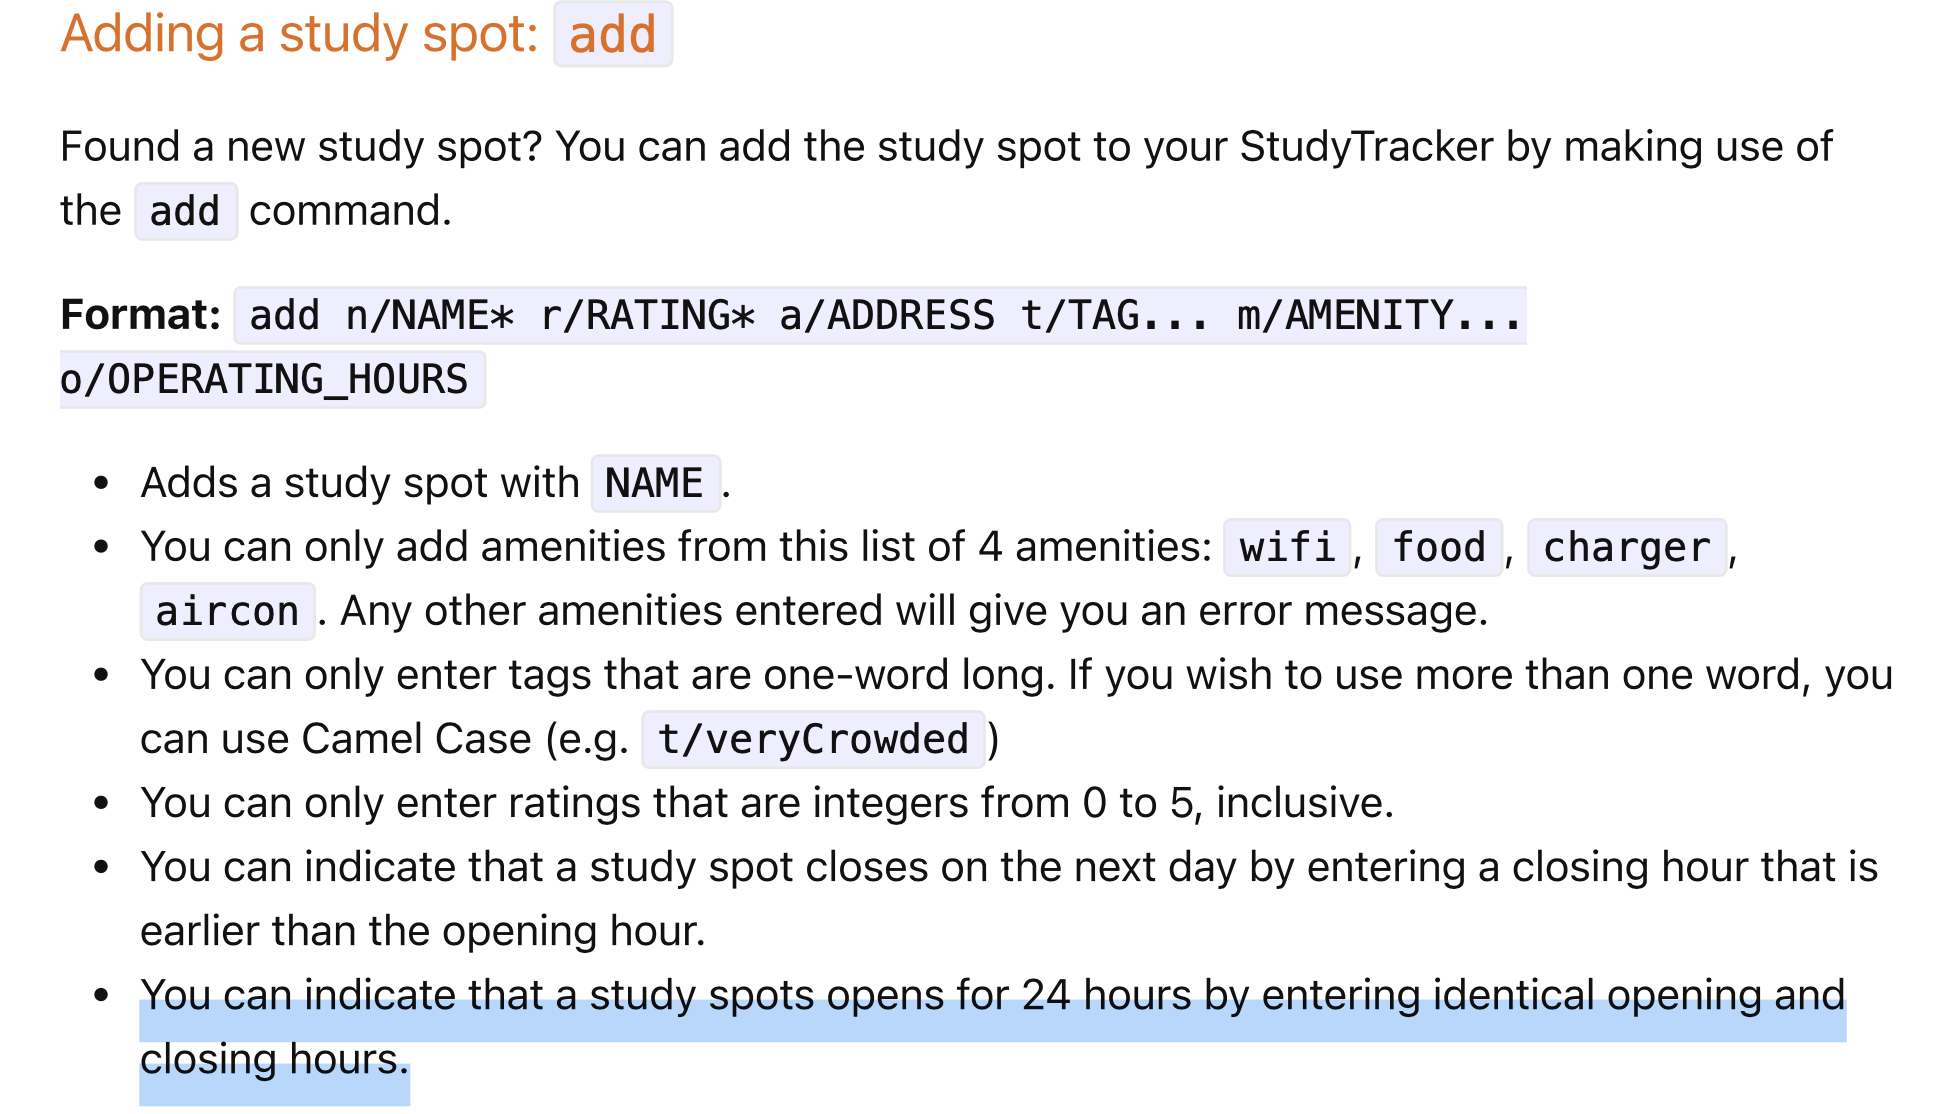 Adding a study spot: add
Found a new study spot? You can add the study spot to your StudyTracker by making use of
the add command.
Format: add n/NAME* r/RATING* a/ADDRESS t/TAG... m/AMENITY...
o/OPERATING_HOURS
• Adds a study spot with NAME .
• You can only add amenities from this list of 4 amenities: wifi , food , charger ,
aircon . Any other amenities entered will give you an error message.
• You can only enter tags that are one-word long. If you wish to use more than one word, you
can use Camel Case (e.g. t/veryCrowded )
• You can only enter ratings that are integers from 0 to 5, inclusive.
• You can indicate that a study spot closes on the next day by entering a closing hour that is
earlier than the opening hour.
• You can indicate that a study spots opens for 24 hours by entering identical opening and
closing hours.